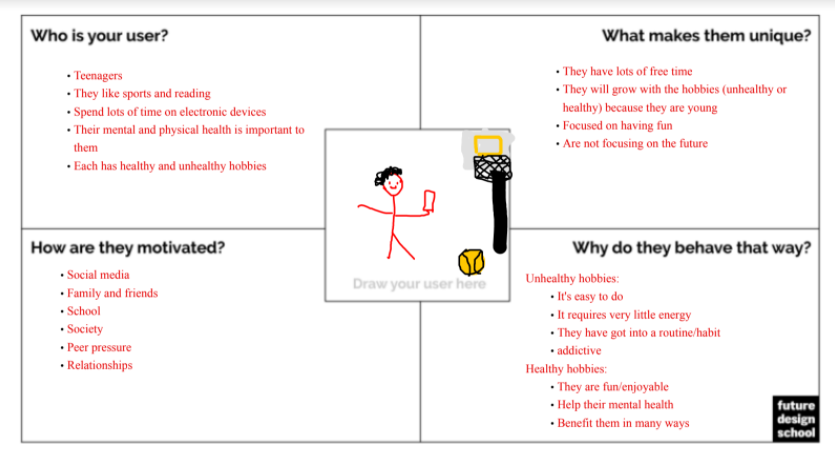 Who is your user?
• Teenagers
• They like sports and reading
• Spend lots of time on electronic devices
• Their mental and physical health is important to
them
• Each has healthy and unhealthy hobbies
What makes them unique?
• They have lots of free time
• They will grow with the hobbies (unhealthy or
healthy) because they are young
• Focused on having fun
• Are not focusing on the future
Draw your user here
How are they motivated?
• Social media
• Family and friends
• School
• Society
• Peer pressure
• Relationships
Why do they behave that way?
Unhealthy hobbies:
• It's easy to do
• It requires very little energy
• They have got into a routine/habit
• addictive
Healthy hobbies:
• They are fun/enjoyable
• Help their mental health
• Benefit them in many ways
future
design
school